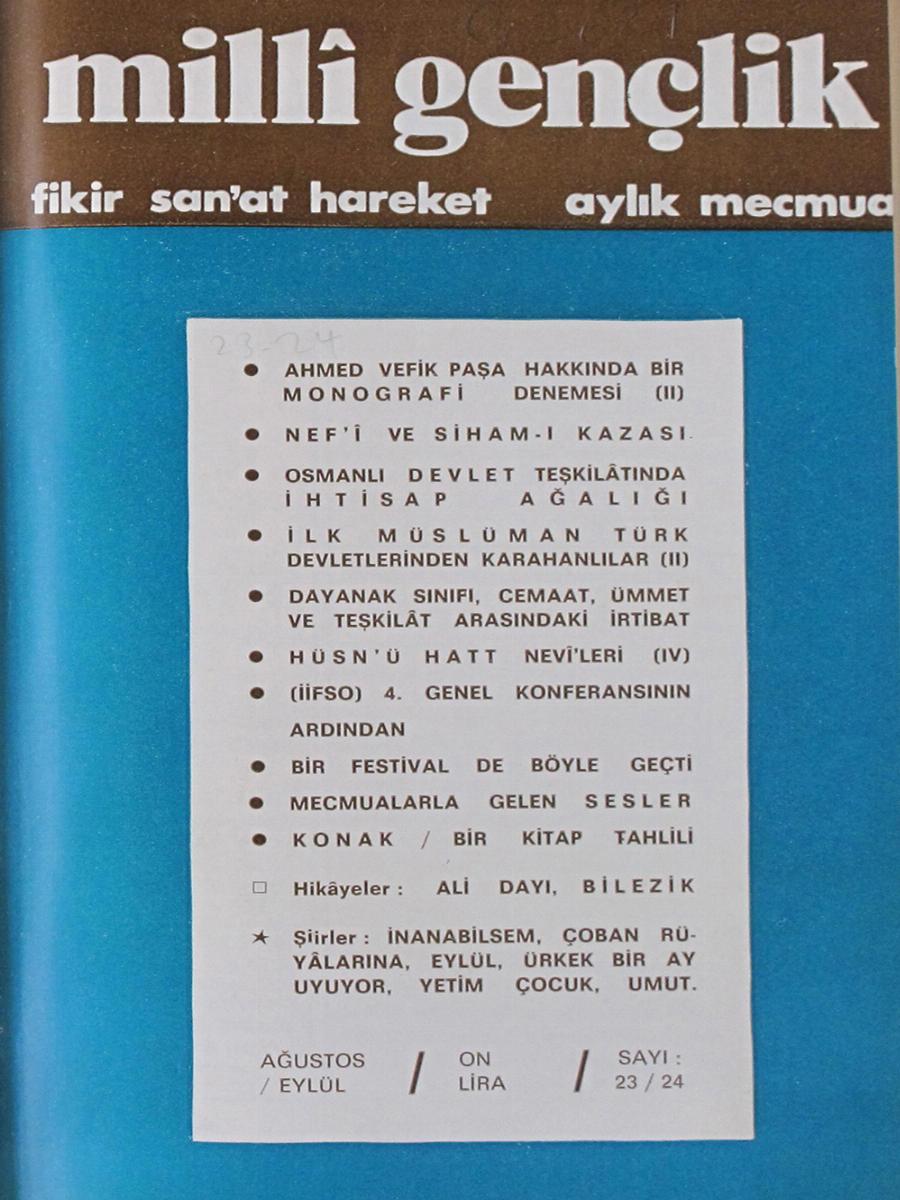 millî gençlik
fikir san'at hareket aylık mecmua
23-24
● AHMED VEFİK PAŞA HAKKINDA BİR
MONOGRAFİ DENEMESİ (II)
● NEF'Î VE SİHAM-I KAZASI
● OSMANLI DEVLET TEŞKİLÂTINDA
İHTİSAP AĞALIĞI
● İLK MÜSLÜMAN TÜRK
DEVLETLERİNDEN KARAHANLILAR (II)
● DAYANAK SINIFI, CEMAAT, ÜMMET
VE TEŞKİLÂT ARASINDAKİ İRTİBAT
● HÜSN'Ü HATT NEVÎ'LERİ (IV)
● (İİFSO) 4. GENEL KONFERANSININ
ARDINDAN
● BİR FESTİVAL DE BÖYLE GEÇTİ
● MECMUALARLA GELEN SESLER
● KONAK / BİR KİTAP TAHLİLİ
□ Hikâyeler : ALİ DAYI, BİLEZİK
★ Şiirler : İNANABİLSEM, ÇOBAN RÜ-
YÂLARINA, EYLÜL, ÜRKEK BİR AY
UYUYOR, YETİM ÇOCUK, UMUT.
AĞUSTOS / ON / SAYI :
/ EYLÜL LİRA 23 / 24